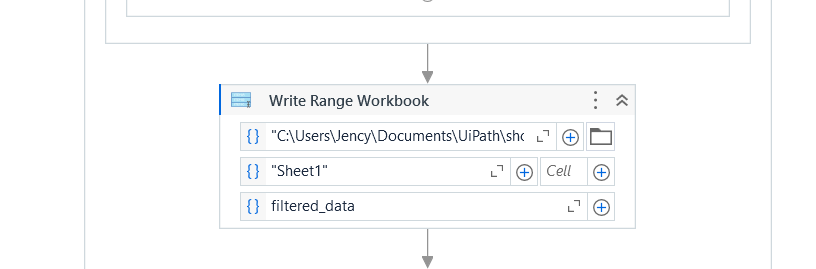 Write Range Workbook
"C:\Users\Jency\Documents\UiPath\sho
"Sheet1" Cell
filtered_data